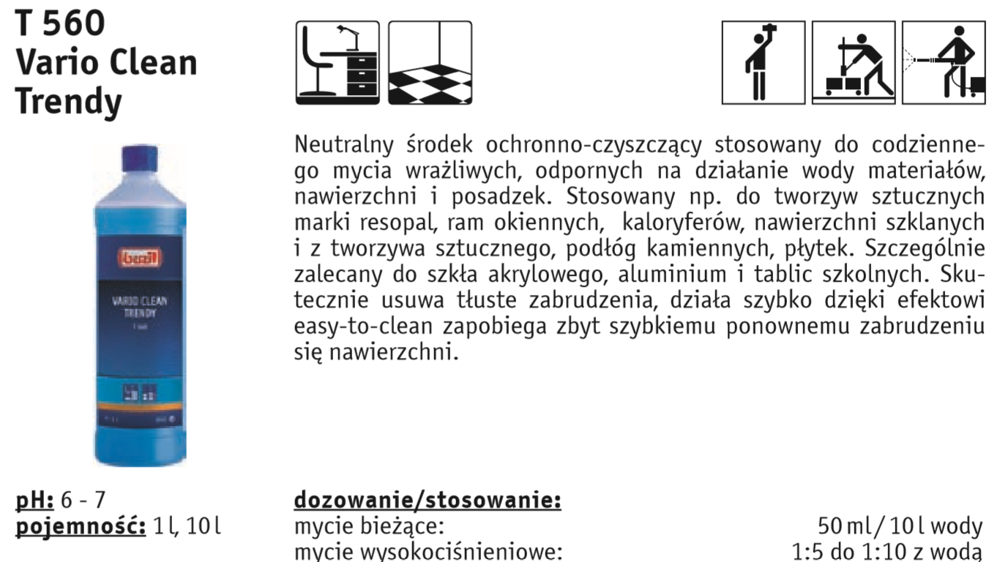 T 560
Vario Clean
Trendy
Neutralny środek ochronno-czyszczący stosowany do codzienne-
go mycia wrażliwych, odpornych na działanie wody materiałów,
nawierzchni i posadzek. Stosowany np. do tworzyw sztucznych
marki resopal, ram okiennych, kaloryferów, nawierzchni szklanych
i z tworzywa sztucznego, podłóg kamiennych, płytek. Szczególnie
zalecany do szkła akrylowego, aluminium i tablic szkolnych. Sku-
tecznie usuwa tłuste zabrudzenia, działa szybko dzięki efektowi
easy-to-clean zapobiega zbyt szybkiemu ponownemu zabrudzeniu
się nawierzchni.
buzil
VARIO CLEAN
TRENDY
pH: 6 - 7
pojemność: 1 l, 10 l
dozowanie/stosowanie:
mycie bieżące: 50 ml / 10 l wody
mycie wysokociśnieniowe: 1:5 do 1:10 z wodą